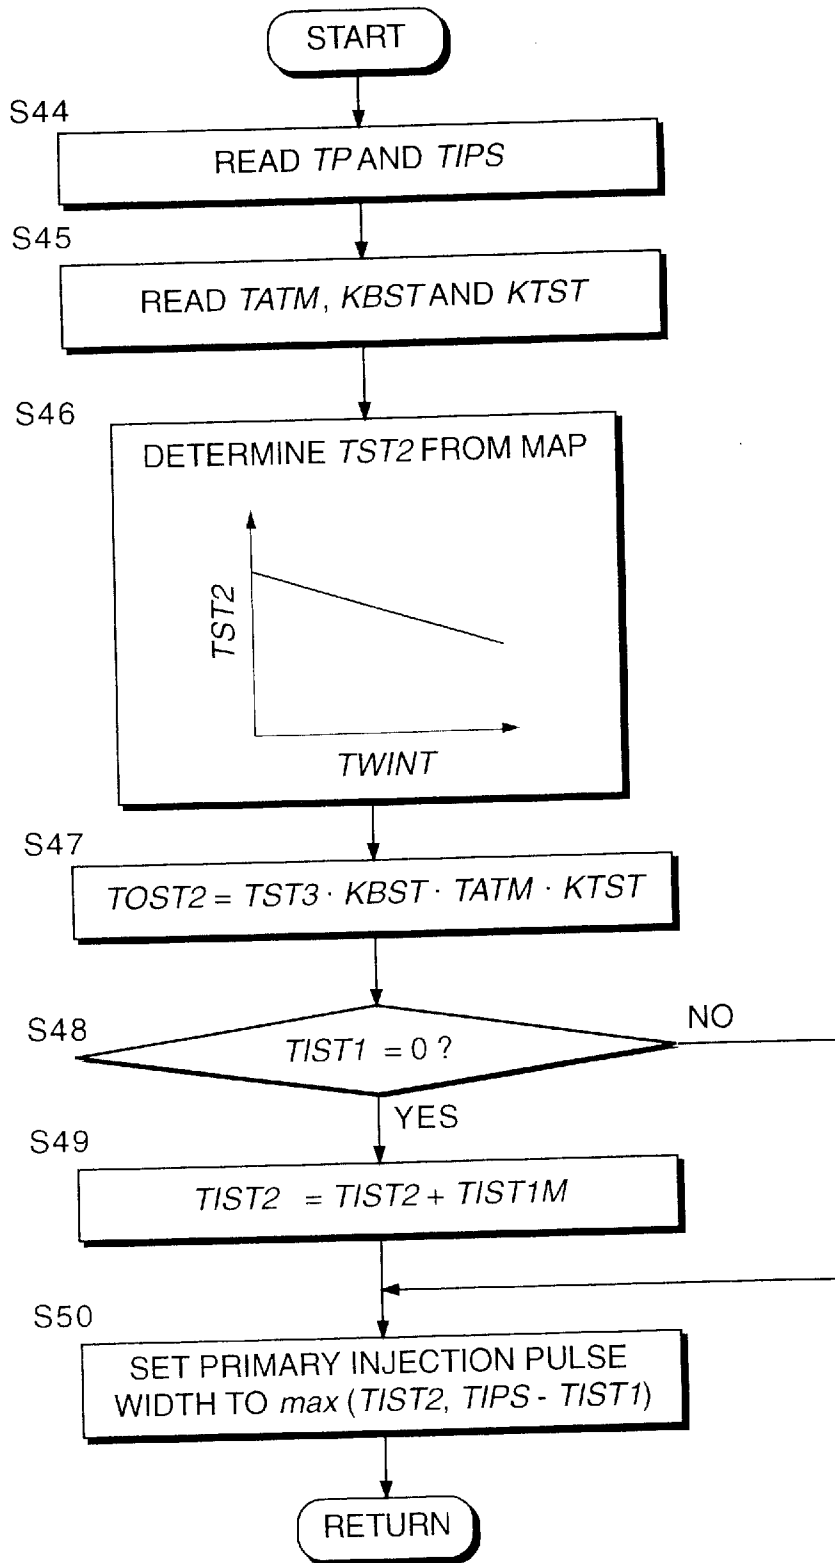 START
S44
READ TP AND TIPS
S45
READ TATM, KBST AND KTST
S46
DETERMINE TST2 FROM MAP
TST2
TWINT
S47
TOST2 = TST3 · KBST · TATM · KTST
S48
TIST1 = 0 ?
NO
YES
S49
TIST2 = TIST2 + TIST1M
S50
SET PRIMARY INJECTION PULSE
WIDTH TO max (TIST2, TIPS - TIST1)
RETURN